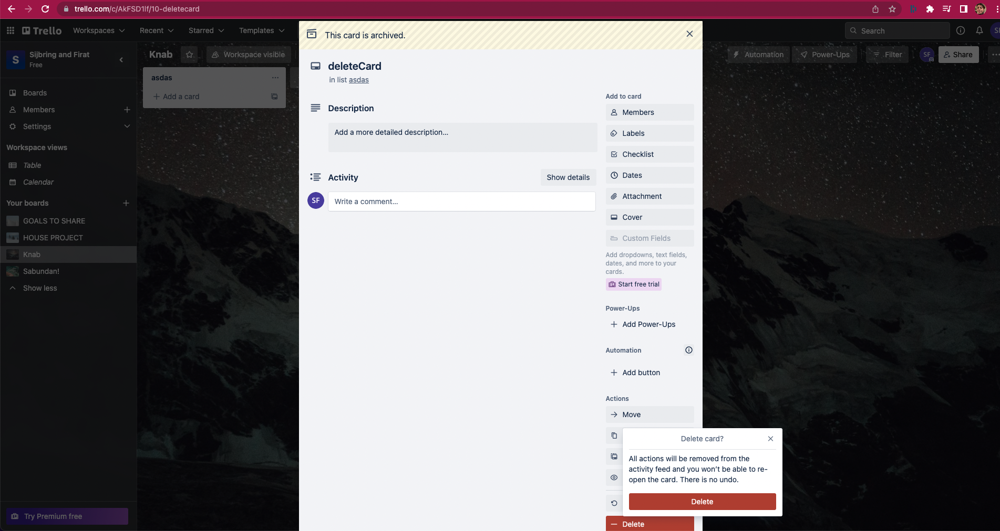 trello.com/c/AkFSD1lf/10-deletecard
Trello
Workspaces
Recent
Starred
Templates
Search
S
Sijbring and Firat
Free
Boards
Members
Settings
Workspace views
Table
Calendar
Your boards
GOALS TO SHARE
HOUSE PROJECT
Knab
Sabundan!
Show less
Try Premium free
Knab
Workspace visible
Automation
Power-Ups
Filter
SF
Share
asdas
Add a card
This card is archived.
deleteCard
in list asdas
Description
Add a more detailed description…
Activity
Show details
SF
Write a comment…
Add to card
Members
Labels
Checklist
Dates
Attachment
Cover
Custom Fields
Add dropdowns, text fields,
dates, and more to your
cards.
Start free trial
Power-Ups
Add Power-Ups
Automation
Add button
Actions
Move
Delete card?
All actions will be removed from the
activity feed and you won’t be able to re-
open the card. There is no undo.
Delete
Delete